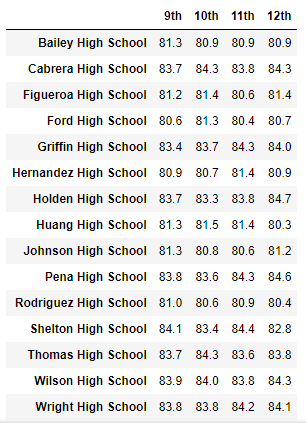 9th 10th 11th 12th
Bailey High School 81.3 80.9 80.9 80.9
Cabrera High School 83.7 84.3 83.8 84.3
Figueroa High School 81.2 81.4 80.6 81.4
Ford High School 80.6 81.3 80.4 80.7
Griffin High School 83.4 83.7 84.3 84.0
Hernandez High School 80.9 80.7 81.4 80.9
Holden High School 83.7 83.3 83.8 84.7
Huang High School 81.3 81.5 81.4 80.3
Johnson High School 81.3 80.8 80.6 81.2
Pena High School 83.8 83.6 84.3 84.6
Rodriguez High School 81.0 80.6 80.9 80.4
Shelton High School 84.1 83.4 84.4 82.8
Thomas High School 83.7 84.3 83.6 83.8
Wilson High School 83.9 84.0 83.8 84.3
Wright High School 83.8 83.8 84.2 84.1